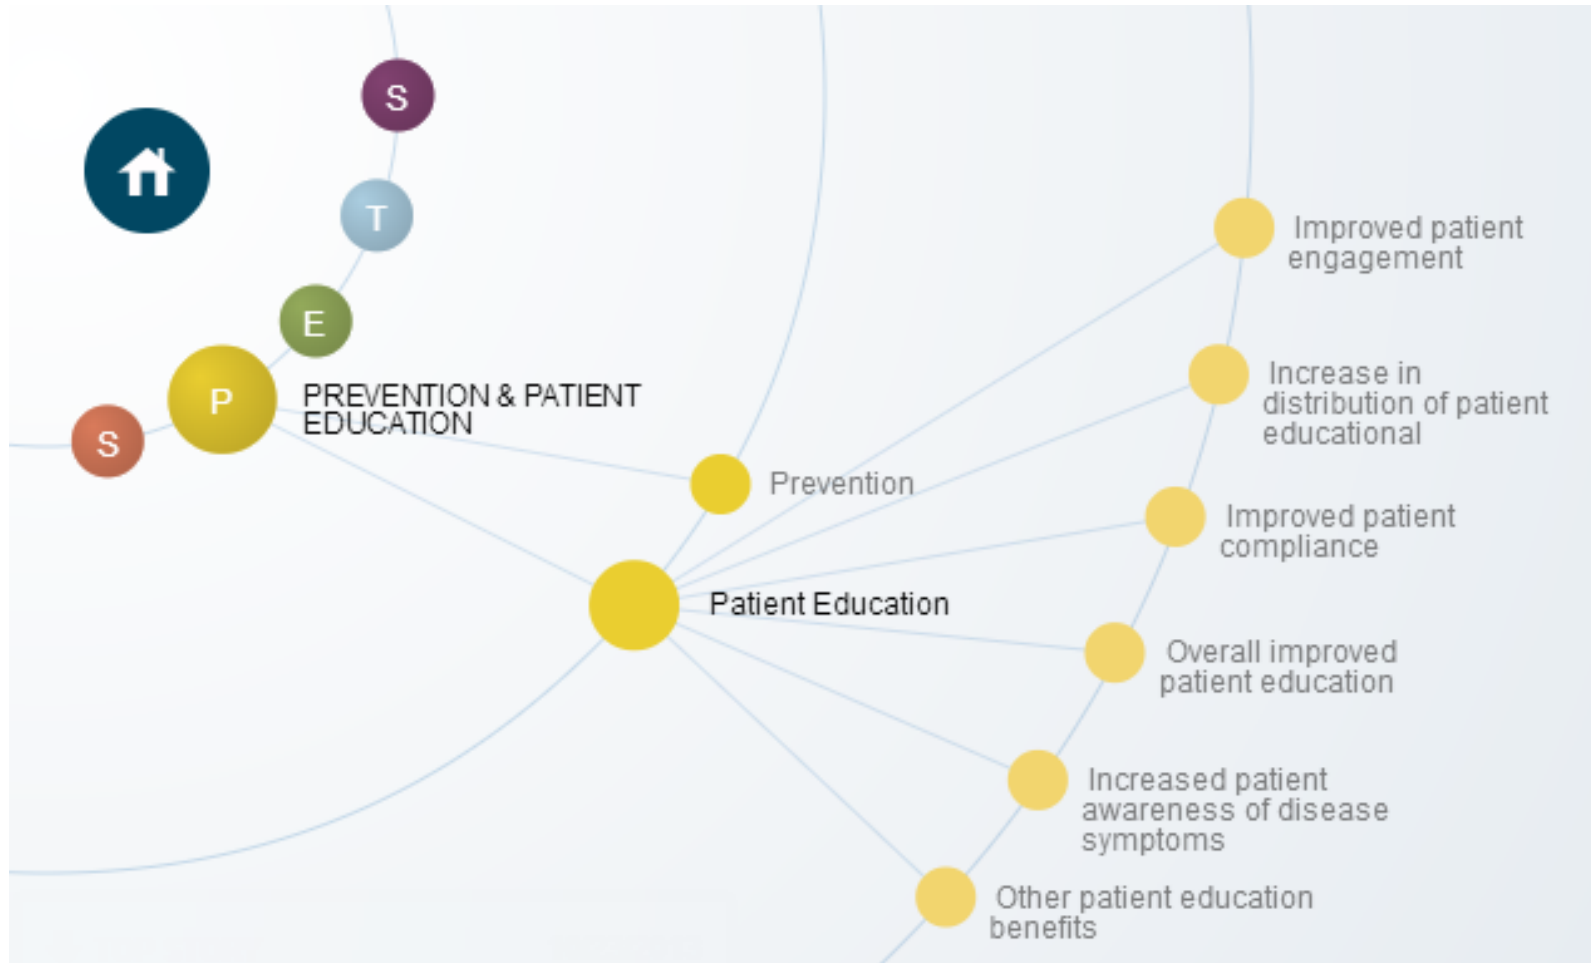 S
T
E
P
S
PREVENTION & PATIENT
EDUCATION
Prevention
Patient Education
Improved patient
engagement
Increase in
distribution of patient
educational
Improved patient
compliance
Overall improved
patient education
Increased patient
awareness of disease
symptoms
Other patient education
benefits